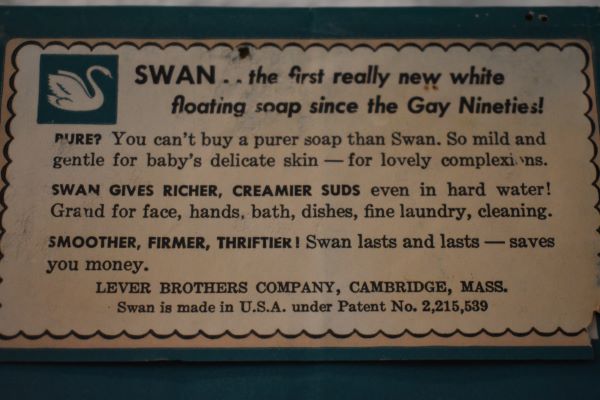 SWAN.. the first really new white
floating soap since the Gay Nineties!
PURE? You can't buy a purer soap than Swan. So mild and
gentle for baby's delicate skin — for lovely complexions.
SWAN GIVES RICHER, CREAMIER SUDS even in hard water!
Grand for face, hands, bath, dishes, fine laundry, cleaning.
SMOOTHER, FIRMER, THRIFTIER! Swan lasts and lasts — saves
you money.
LEVER BROTHERS COMPANY, CAMBRIDGE, MASS.
Swan is made in U.S.A. under Patent No. 2,215,539